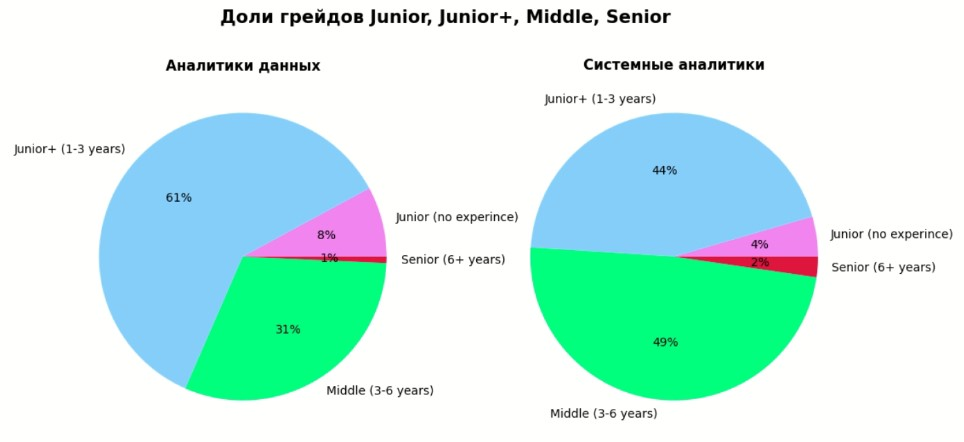 Доли грейдов Junior, Junior+, Middle, Senior
Аналитики данных
Junior+ (1-3 years)
61%
8%
Junior (no experince)
1%
Senior (6+ years)
31%
Middle (3-6 years)
Системные аналитики
Junior+ (1-3 years)
44%
4%
Junior (no experince)
2%
Senior (6+ years)
49%
Middle (3-6 years)